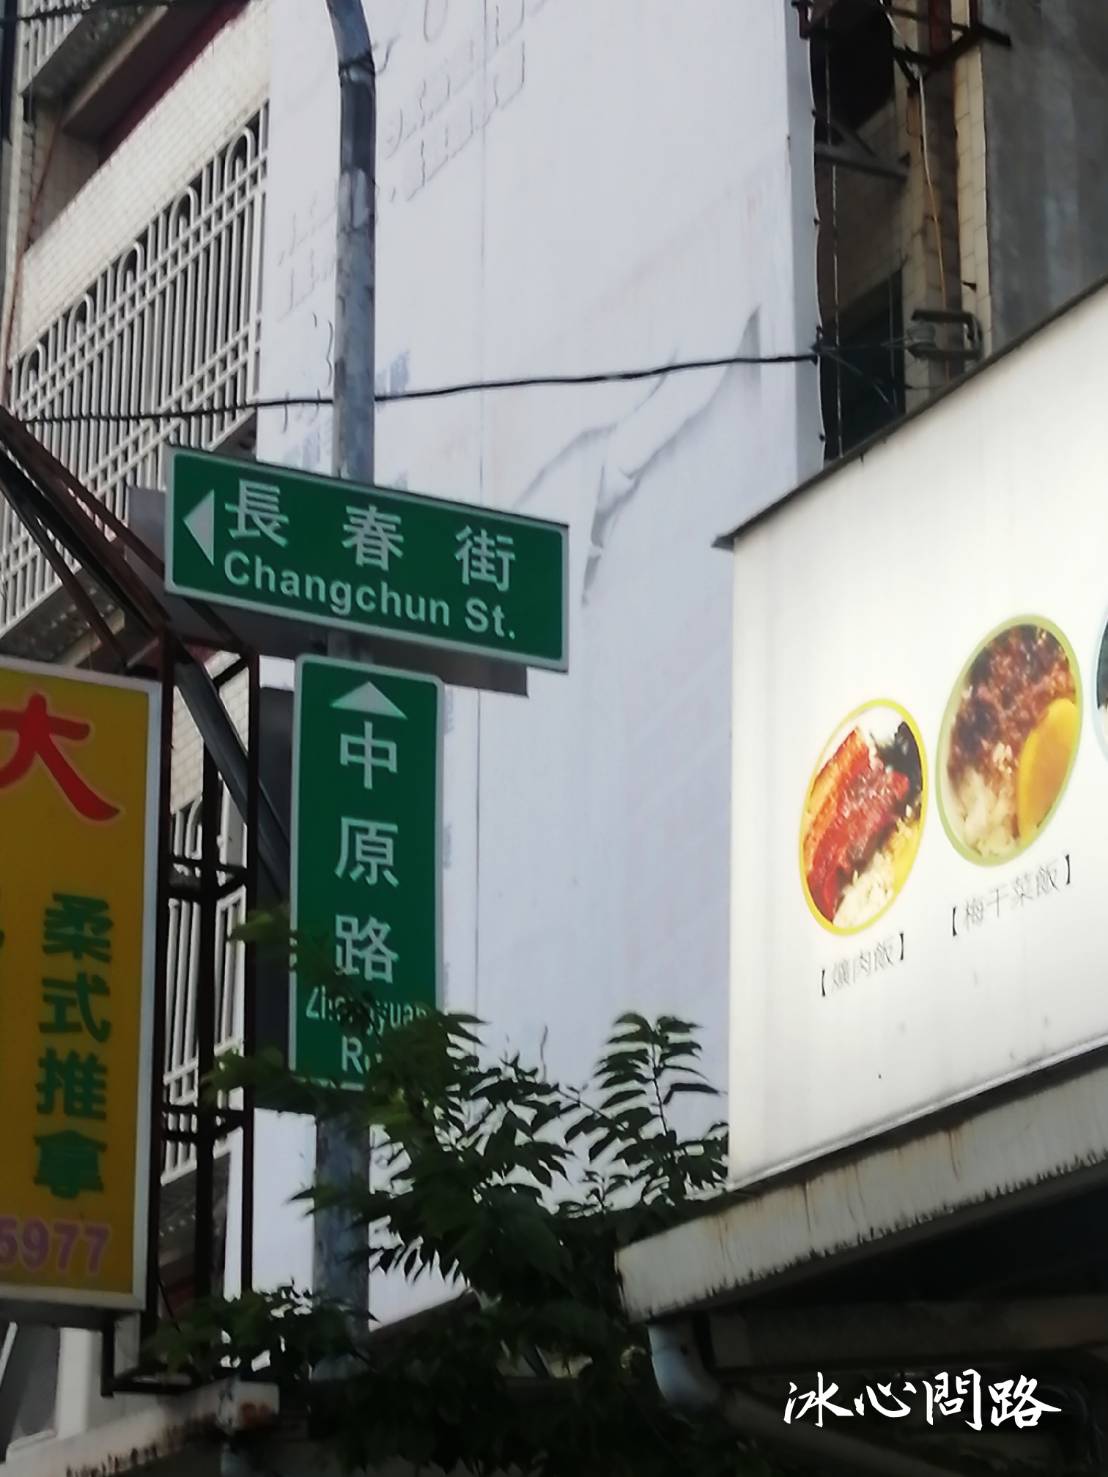 長春街
Changchun St.
中原路
大
柔式推拿
5977
【爌肉飯】
【梅干菜飯】
冰心問路